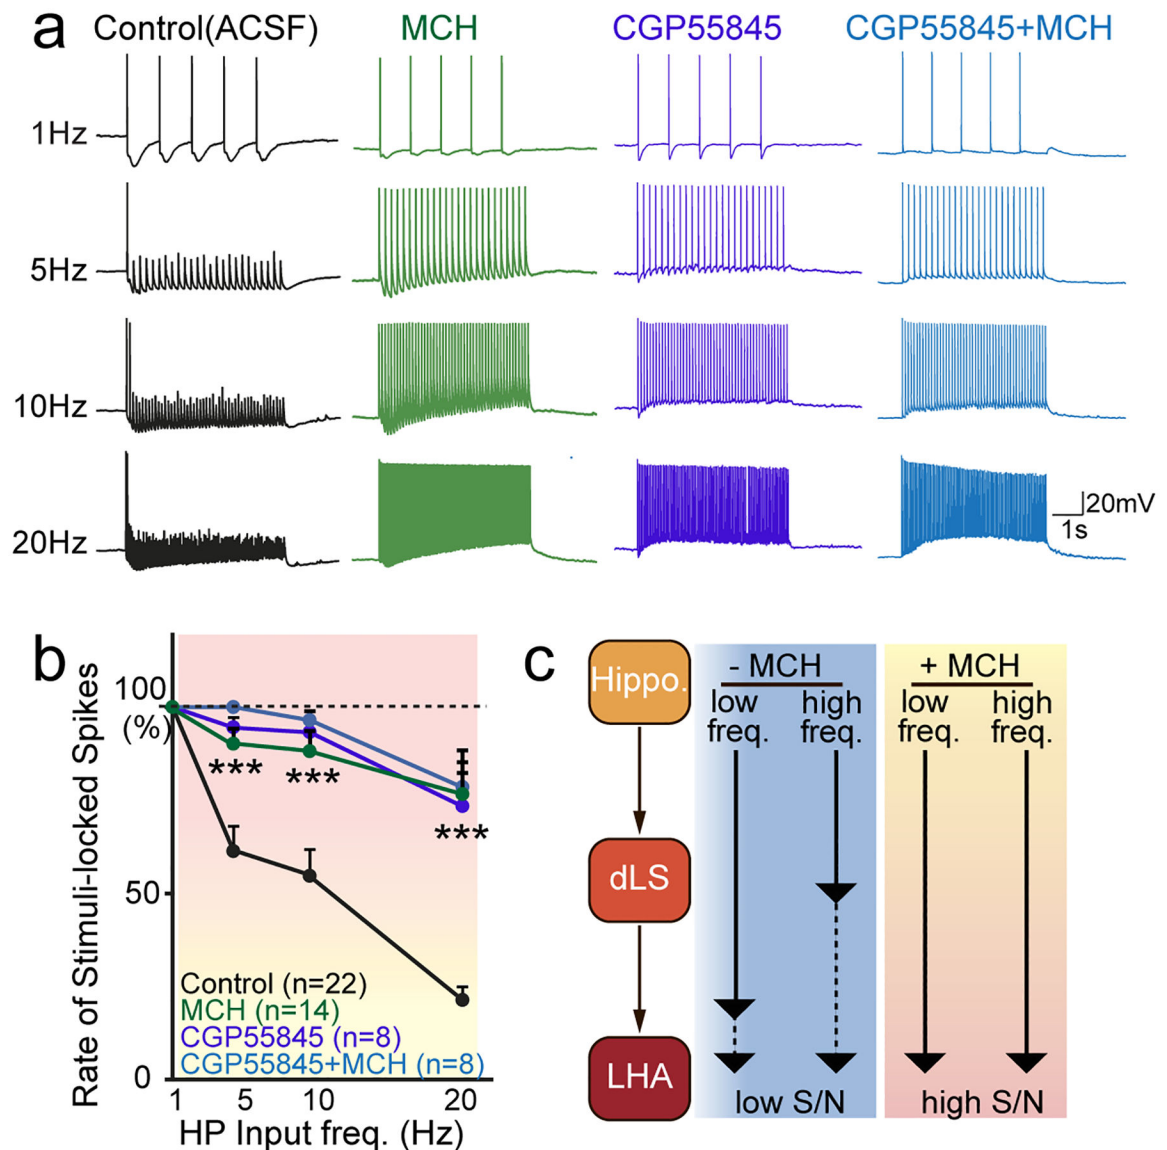 a
Control(ACSF)
MCH
CGP55845
CGP55845+MCH
1Hz
5Hz
10Hz
20Hz
20mV
1s
b
Rate of Stimuli-locked Spikes
100
(%)
50
0
***
***
***
Control (n=22)
MCH (n=14)
CGP55845 (n=8)
CGP55845+MCH (n=8)
1 5 10 20
HP Input freq. (Hz)
c
Hippo.
dLS
LHA
- MCH
low freq.
high freq.
low S/N
+ MCH
low freq.
high freq.
high S/N